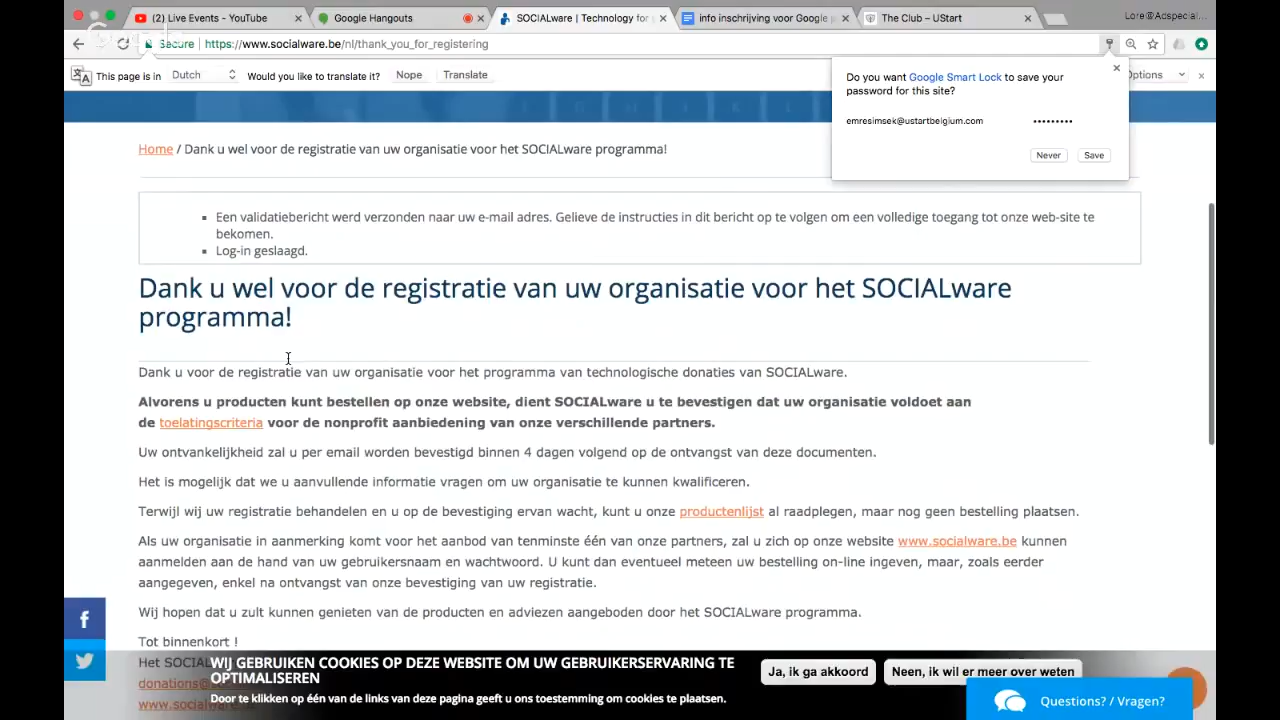 (2) Live Events - YouTube
Google Hangouts
SOCIALware | Technology for
info inschrijving voor Google
The Club – UStart
Lore@Acspecial...
Secure https://www.socialware.be/nl/thank_you_for_registering
This page is in Dutch Would you like to translate it? Nope Translate Options
Do you want Google Smart Lock to save your
password for this site?
emresimsek@ustartbelgium.com •••••••••
Never Save
Home / Dank u wel voor de registratie van uw organisatie voor het SOCIALware programma!
Een validatiebericht werd verzonden naar uw e-mail adres. Gelieve de instructies in dit bericht op te volgen om een volledige toegang tot onze web-site te
bekomen.
Log-in geslaagd.
Dank u wel voor de registratie van uw organisatie voor het SOCIALware
programma!
Dank u voor de registratie van uw organisatie voor het programma van technologische donaties van SOCIALware.
Alvorens u producten kunt bestellen op onze website, dient SOCIALware u te bevestigen dat uw organisatie voldoet aan
de toelatingscriteria voor de nonprofit aanbiedening van onze verschillende partners.
Uw ontvankelijkheid zal u per email worden bevestigd binnen 4 dagen volgend op de ontvangst van deze documenten.
Het is mogelijk dat we u aanvullende informatie vragen om uw organisatie te kunnen kwalificeren.
Terwijl wij uw registratie behandelen en u op de bevestiging ervan wacht, kunt u onze productenlijst al raadplegen, maar nog geen bestelling plaatsen.
Als uw organisatie in aanmerking komt voor het aanbod van tenminste één van onze partners, zal u zich op onze website www.socialware.be kunnen
aanmelden aan de hand van uw gebruikersnaam en wachtwoord. U kunt dan eventueel meteen uw bestelling on-line ingeven, maar, zoals eerder
aangegeven, enkel na ontvangst van onze bevestiging van uw registratie.
Wij hopen dat u zult kunnen genieten van de producten en adviezen aangeboden door het SOCIALware programma.
Tot binnenkort !
Het SOCIAL
donations@
www.socialware
WIJ GEBRUIKEN COOKIES OP DEZE WEBSITE OM UW GEBRUIKERSERVARING TE
OPTIMALISEREN
Door te klikken op één van de links van deze pagina geeft u ons toestemming om cookies te plaatsen.
Ja, ik ga akkoord
Neen, ik wil er meer over weten
Questions? / Vragen?